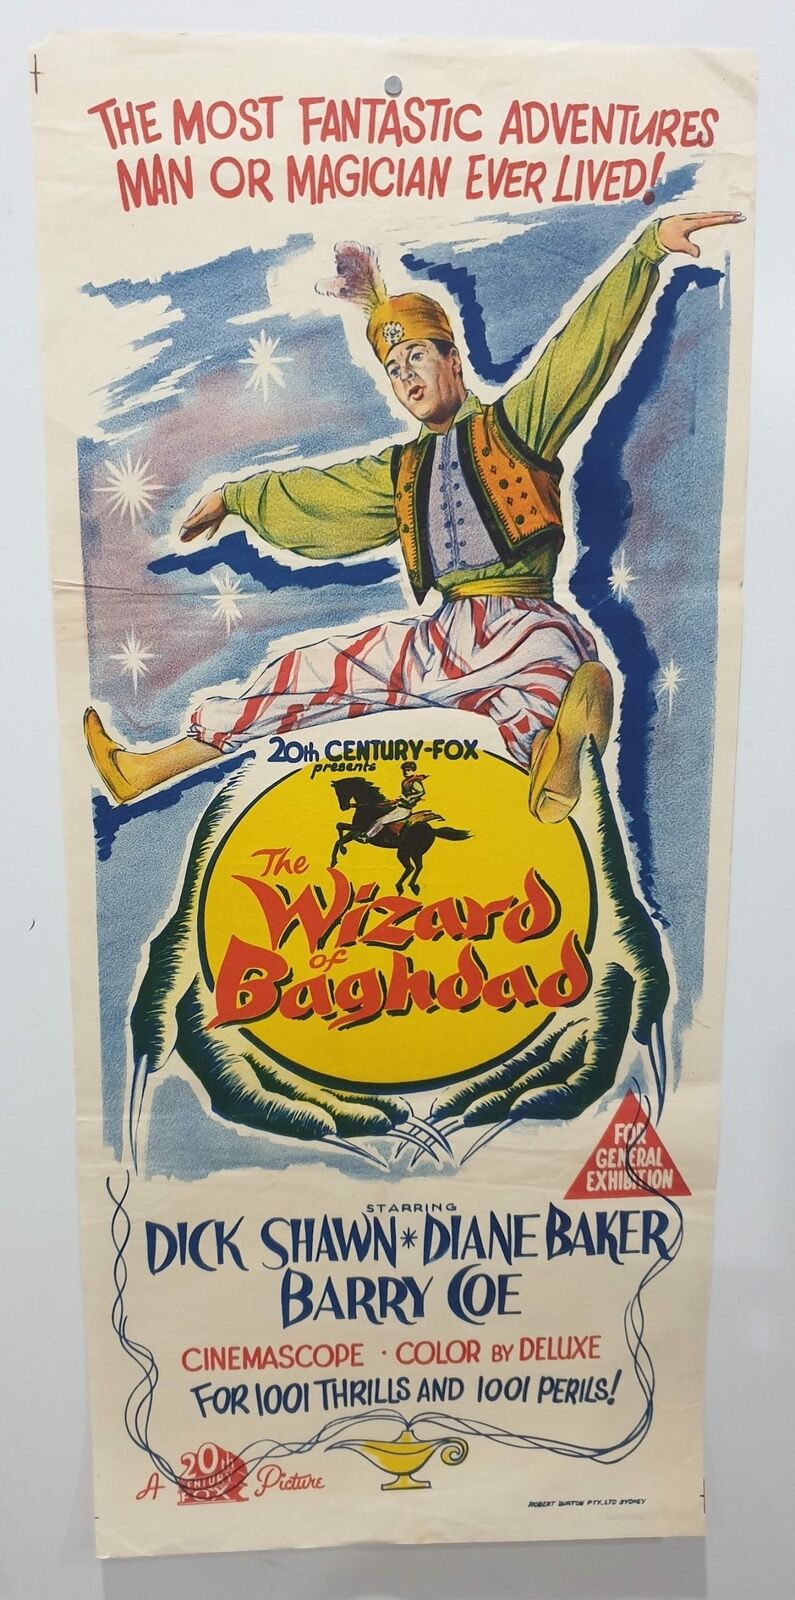 THE MOST FANTASTIC ADVENTURES
MAN OR MAGICIAN EVER LIVED!
20th CENTURY-FOX
presents
The
Wizard
of
Baghdad
FOR
GENERAL
EXHIBITION
STARRING
DICK SHAWN * DIANE BAKER
BARRY COE
CINEMASCOPE · COLOR BY DELUXE
FOR 1001 THRILLS AND 1001 PERILS!
A 20th CENTURY FOX Picture
ROBERT BURTON PTY. LTD SYDNEY